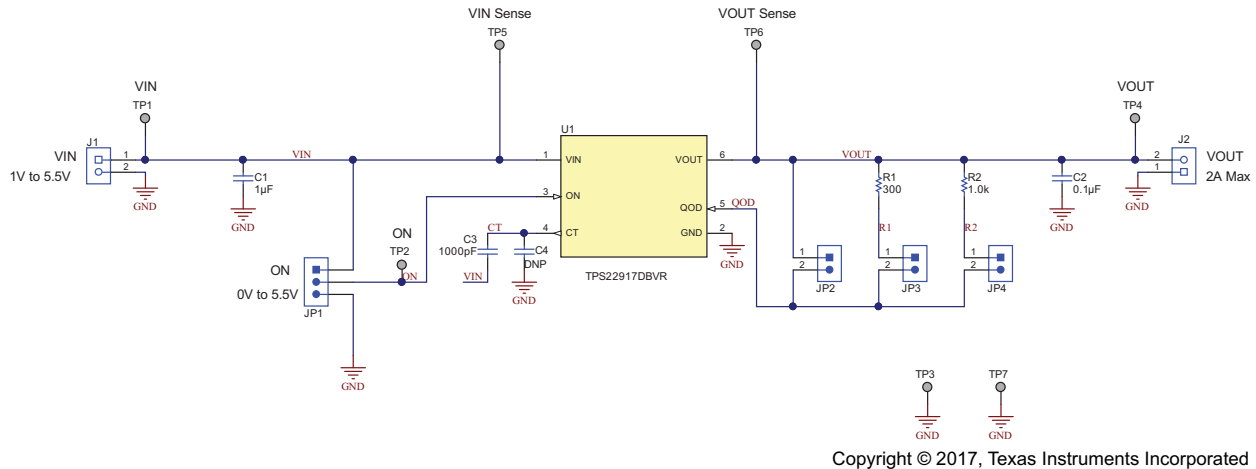 VIN Sense
TP5
VOUT Sense
TP6
VIN
TP1
VOUT
TP4
J1
VIN
1V to 5.5V
1
2
GND
C1
1µF
GND
VIN
U1
1
VIN
VOUT
6
3
ON
QOD
5
QOD
4
CT
GND
2
GND
TPS22917DBVR
VOUT
R1
300
R2
1.0k
C2
0.1µF
GND
J2
2
1
VOUT
2A Max
GND
CT
C3
1000pF
VIN
C4
DNP
GND
ON
TP2
ON
ON
0V to 5.5V
JP1
GND
R1
R2
1
2
JP2
1
2
JP3
1
2
JP4
TP3
GND
TP7
GND
Copyright © 2017, Texas Instruments Incorporated